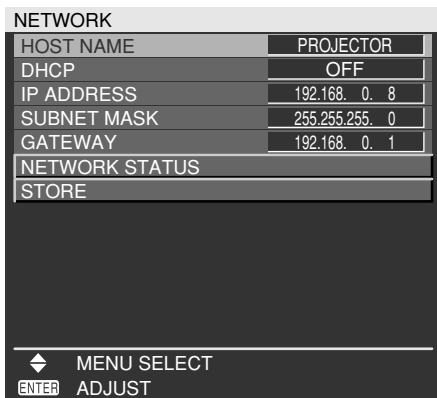 NETWORK
HOST NAME PROJECTOR
DHCP OFF
IP ADDRESS 192.168. 0. 8
SUBNET MASK 255.255.255. 0
GATEWAY 192.168. 0. 1
NETWORK STATUS
STORE
MENU SELECT
ENTER ADJUST